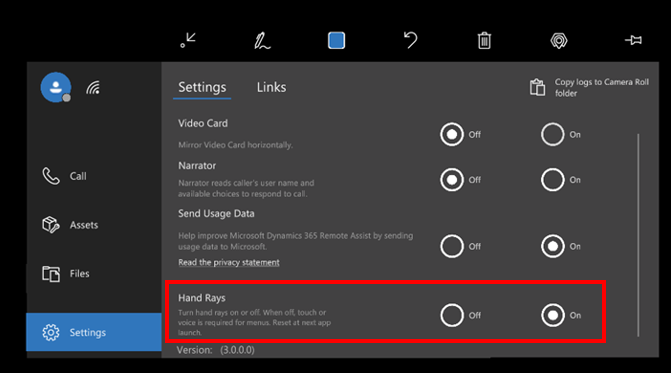 Settings
Links
Copy logs to Camera Roll
folder
Video Card
Mirror Video Card horizontally.
Off
On
Narrator
Narrator reads caller's user name and
available choices to respond to call.
Off
On
Send Usage Data
Help improve Microsoft Dynamics 365 Remote Assist by sending
usage data to Microsoft.
Off
On
Read the privacy statement
Hand Rays
Turn hand rays on or off. When off, touch or
voice is required for menus. Reset at next app
launch.
Off
On
Version: (3.0.0.0)
Call
Assets
Files
Settings